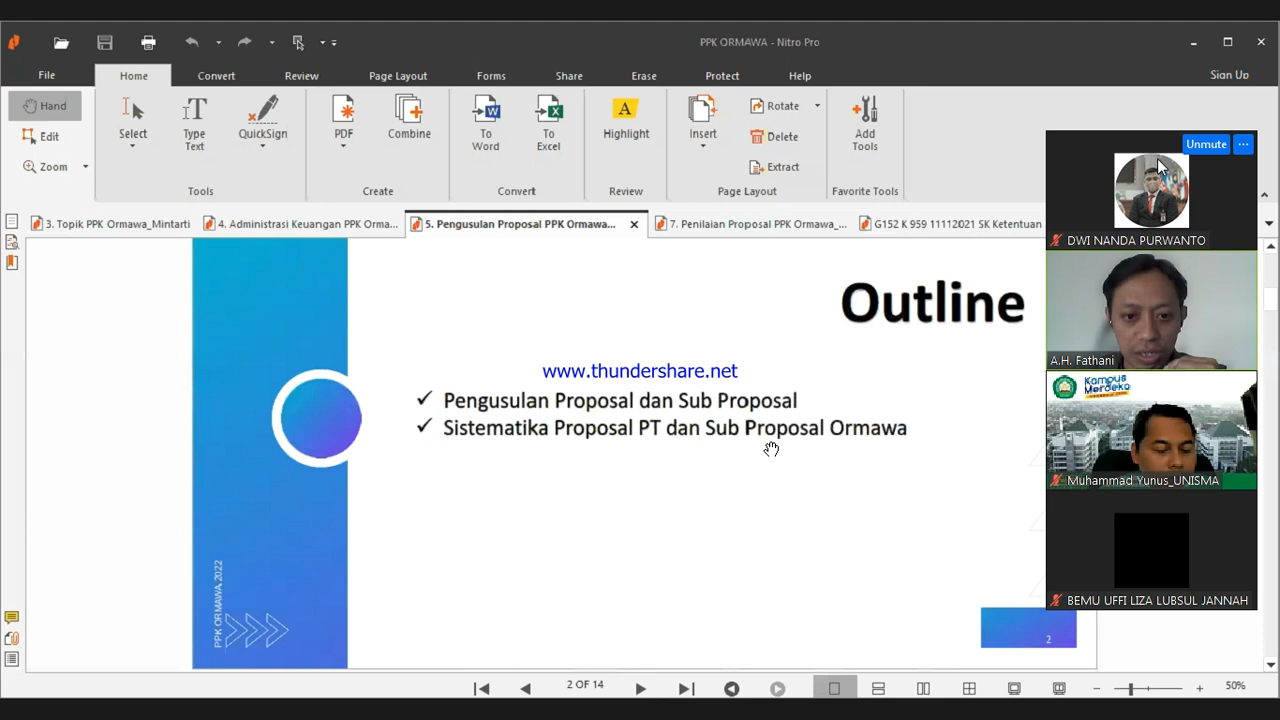 PPK ORMAWA - Nitro Pro
File
Home
Convert
Review
Page Layout
Forms
Share
Erase
Protect
Help
Sign Up
Hand
Edit
Zoom
Select
Type Text
QuickSign
Tools
PDF
Combine
Create
To Word
To Excel
Convert
Highlight
Review
Insert
Rotate
Delete
Extract
Page Layout
Add Tools
Favorite Tools
3. Topik PPK Ormawa_Mintarti
4. Administrasi Keuangan PPK Orma...
5. Pengusulan Proposal PPK Ormawa...
7. Penilaian Proposal PPK Ormawa_...
G152 K 959 11112021 SK Ketentuan
Outline
www.thundershare.net
✓ Pengusulan Proposal dan Sub Proposal
✓ Sistematika Proposal PT dan Sub Proposal Ormawa
PPK ORMAWA 2022
2
Unmute
DWI NANDA PURWANTO
A.H. Fathani
Kampus Merdeka
Muhammad Yunus_UNISMA
BEMU UFFI LIZA LUBSUL JANNAH
2 OF 14
50%